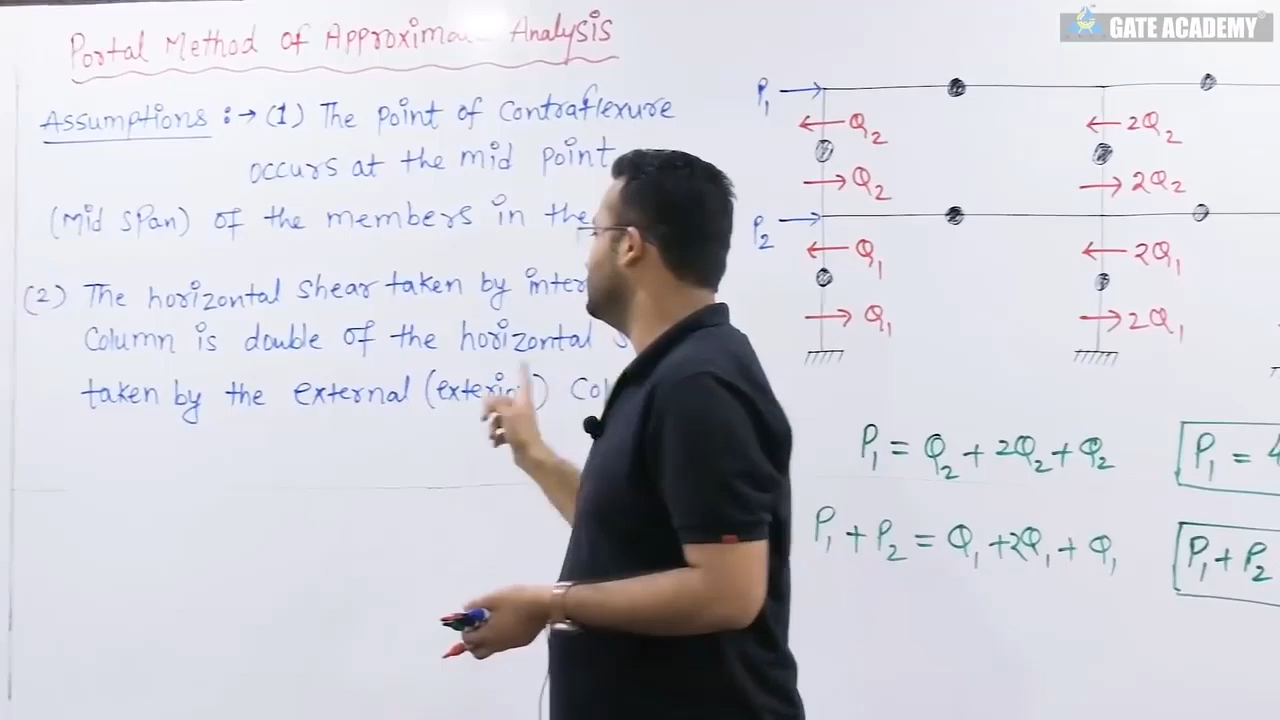 GATE ACADEMY
Portal Method of Approxima Analysis
Assumptions :→ (1) The point of Contraflexure
occurs at the mid point
(Mid span) of the members in the
(2) The horizontal shear taken by inter
Column is double of the horizontal
taken by the external (exterior) Col
P₁
Q₂
2Q₂
Q₂
2Q₂
P₂
Q₁
2Q₁
Q₁
2Q₁
P₁ = Q₂ + 2Q₂ + Q₂
P₁ = 4
P₁ + P₂ = Q₁ + 2Q₁ + Q₁
P₁ + P₂